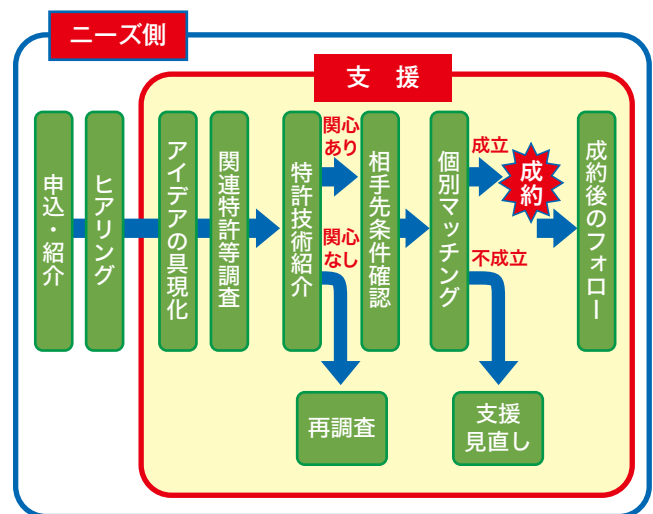 ニーズ側
支 援
申込・紹介
ヒアリング
アイデアの具現化
関連特許等調査
特許技術紹介
関心
あり
関心
なし
再調査
相手先条件確認
個別マッチング
成立
成約
不成立
支援
見直し
成約後のフォロー